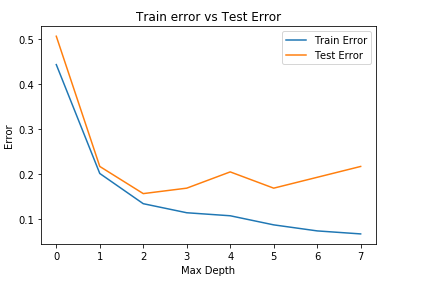 Train error vs Test Error
Train Error
Test Error
Error
0.5
0.4
0.3
0.2
0.1
0 1 2 3 4 5 6 7
Max Depth